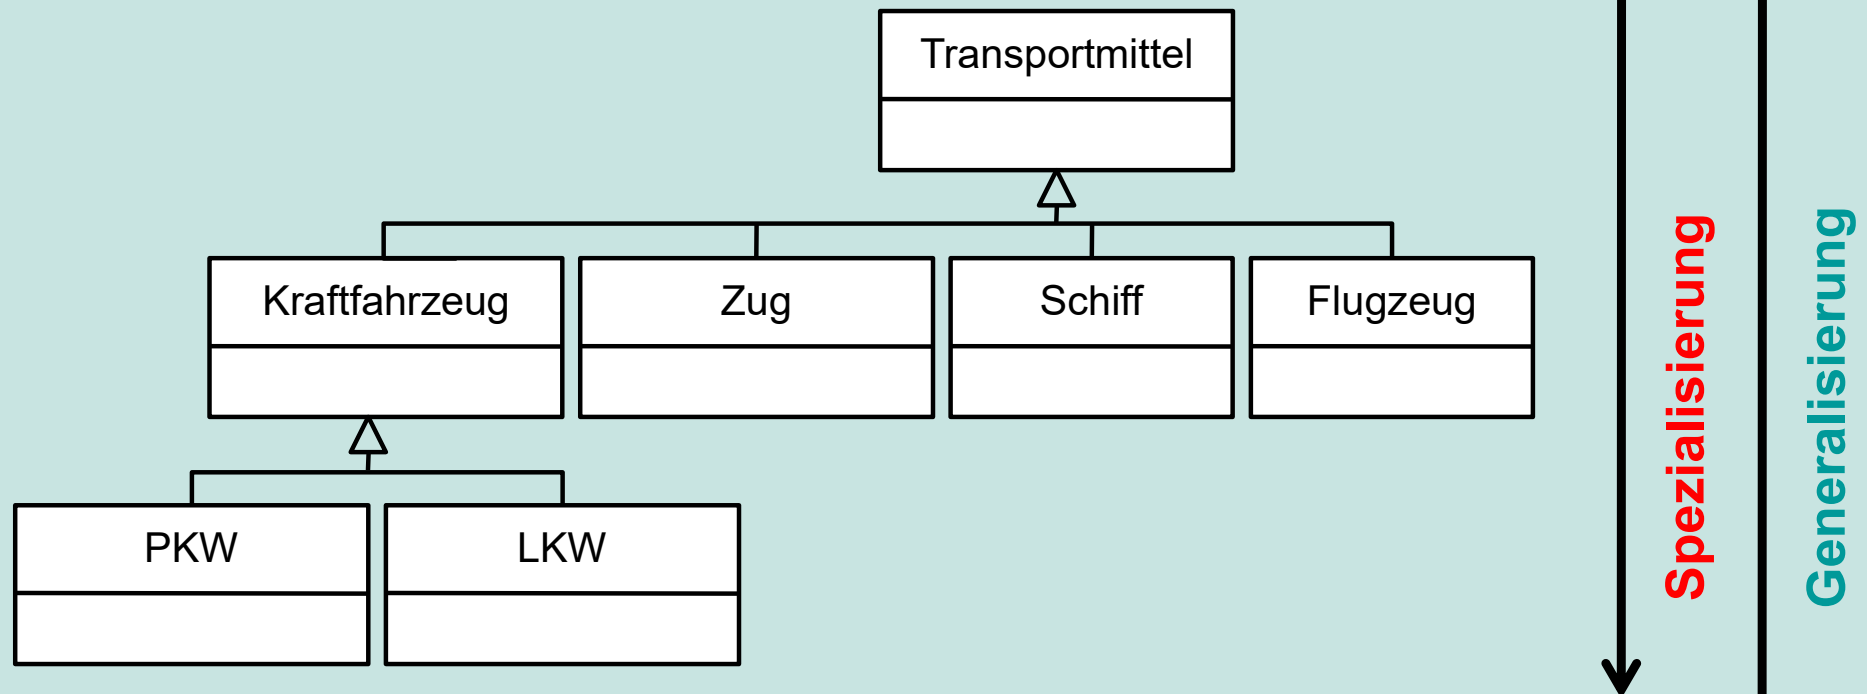 Transportmittel
Kraftfahrzeug
Zug
Schiff
Flugzeug
PKW
LKW
Spezialisierung
Generalisierung